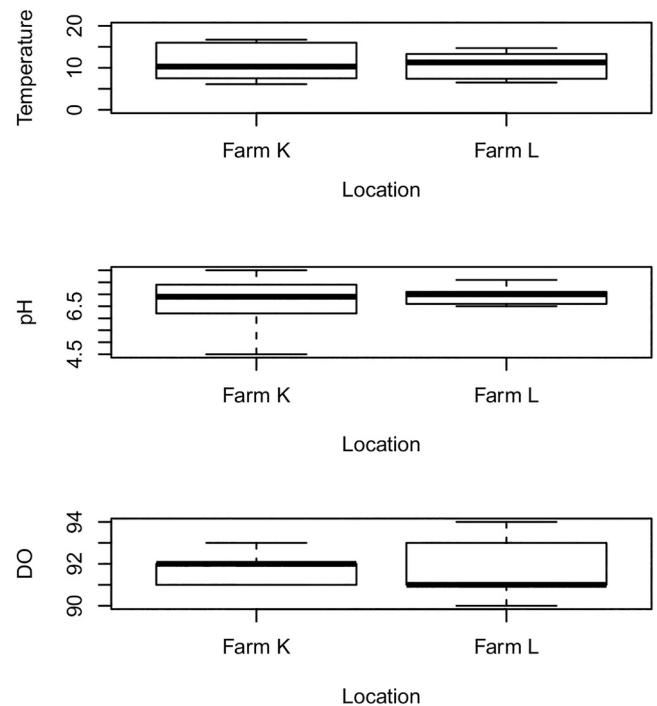 Temperature
20
10
0
Farm K Farm L
Location
pH
6.5
4.5
Farm K Farm L
Location
DO
94
92
90
Farm K Farm L
Location